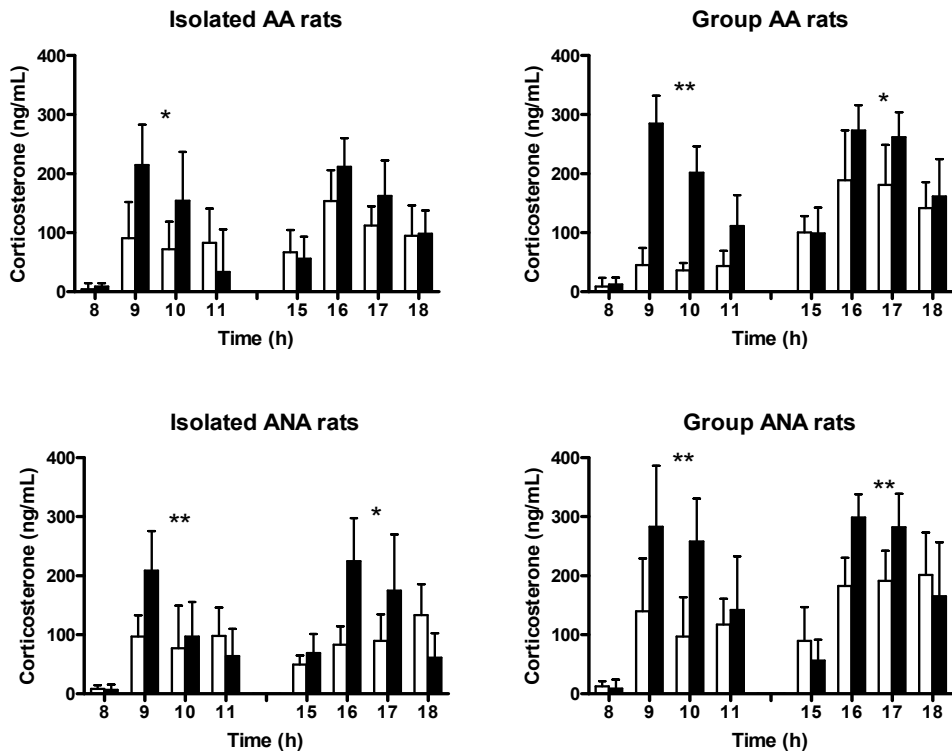 Isolated AA rats
Corticosterone (ng/mL)
400
300
200
100
0
*
8 9 10 11 15 16 17 18
Time (h)
Group AA rats
Corticosterone (ng/mL)
400
300
200
100
0
**
*
8 9 10 11 15 16 17 18
Time (h)
Isolated ANA rats
Corticosterone (ng/mL)
400
300
200
100
0
**
*
8 9 10 11 15 16 17 18
Time (h)
Group ANA rats
Corticosterone (ng/mL)
400
300
200
100
0
**
**
8 9 10 11 15 16 17 18
Time (h)